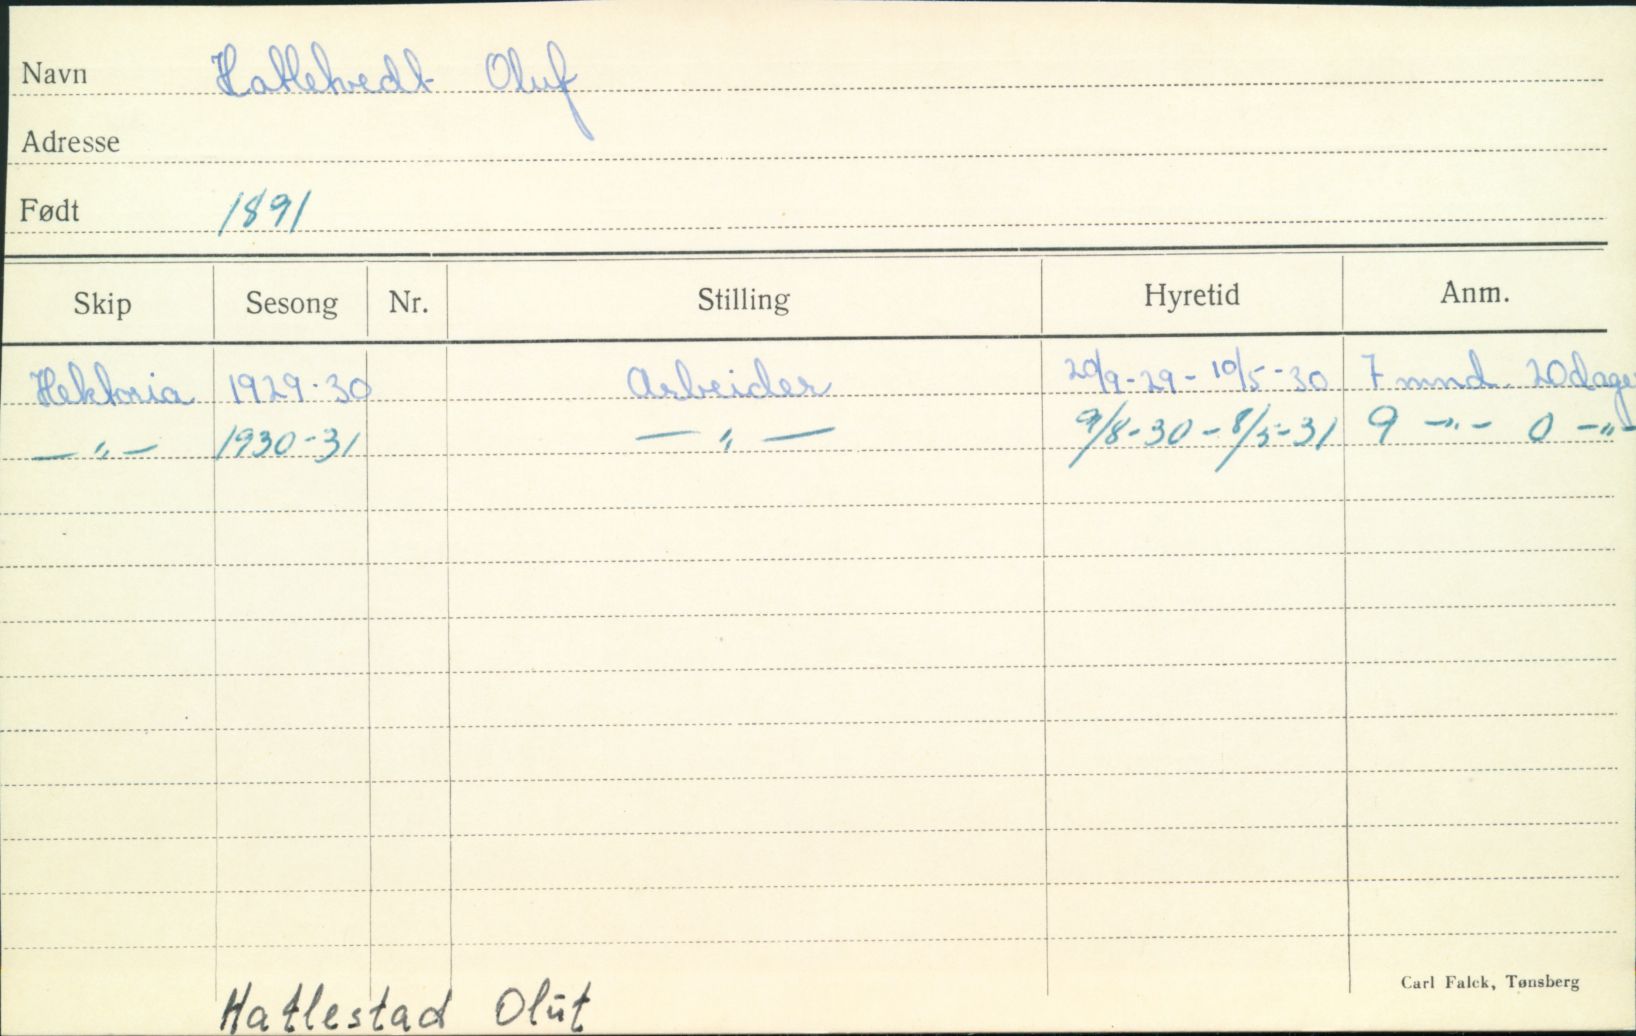 Navn Hatletvedt Oluf
Adresse
Født 1891
Skip Sesong Nr. Stilling Hyretid Anm.
Hektoria 1929-30 Arbeider 20/9-29 - 10/5-30 7 mnd. 20 dage
— „ — 1930-31 — „ — 9/8-30 - 8/5-31 9 -„- 0 -„-
Carl Falck, Tønsberg
Hatlestad Oluf